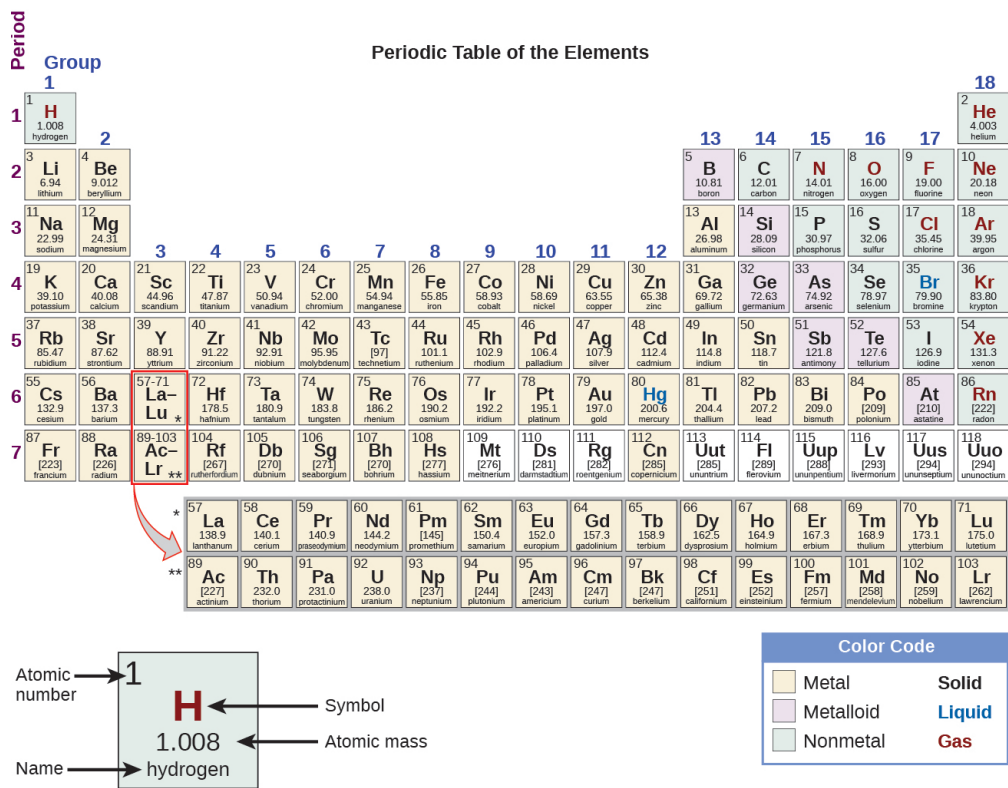 Periodic Table of the Elements
Period
Group
1
18
1
1
H
1.008
hydrogen
2
He
4.003
helium
2
13
14
15
16
17
2
3
Li
6.94
lithium
4
Be
9.012
beryllium
5
B
10.81
boron
6
C
12.01
carbon
7
N
14.01
nitrogen
8
O
16.00
oxygen
9
F
19.00
fluorine
10
Ne
20.18
neon
3
11
Na
22.99
sodium
12
Mg
24.31
magnesium
3
4
5
6
7
8
9
10
11
12
13
Al
26.98
aluminum
14
Si
28.09
silicon
15
P
30.97
phosphorus
16
S
32.06
sulfur
17
Cl
35.45
chlorine
18
Ar
39.95
argon
4
19
K
39.10
potassium
20
Ca
40.08
calcium
21
Sc
44.96
scandium
22
Ti
47.87
titanium
23
V
50.94
vanadium
24
Cr
52.00
chromium
25
Mn
54.94
manganese
26
Fe
55.85
iron
27
Co
58.93
cobalt
28
Ni
58.69
nickel
29
Cu
63.55
copper
30
Zn
65.38
zinc
31
Ga
69.72
gallium
32
Ge
72.63
germanium
33
As
74.92
arsenic
34
Se
78.97
selenium
35
Br
79.90
bromine
36
Kr
83.80
krypton
5
37
Rb
85.47
rubidium
38
Sr
87.62
strontium
39
Y
88.91
yttrium
40
Zr
91.22
zirconium
41
Nb
92.91
niobium
42
Mo
95.95
molybdenum
43
Tc
[97]
technetium
44
Ru
101.1
ruthenium
45
Rh
102.9
rhodium
46
Pd
106.4
palladium
47
Ag
107.9
silver
48
Cd
112.4
cadmium
49
In
114.8
indium
50
Sn
118.7
tin
51
Sb
121.8
antimony
52
Te
127.6
tellurium
53
I
126.9
iodine
54
Xe
131.3
xenon
6
55
Cs
132.9
cesium
56
Ba
137.3
barium
57-71
La–
Lu *
72
Hf
178.5
hafnium
73
Ta
180.9
tantalum
74
W
183.8
tungsten
75
Re
186.2
rhenium
76
Os
190.2
osmium
77
Ir
192.2
iridium
78
Pt
195.1
platinum
79
Au
197.0
gold
80
Hg
200.6
mercury
81
Tl
204.4
thallium
82
Pb
207.2
lead
83
Bi
209.0
bismuth
84
Po
[209]
polonium
85
At
[210]
astatine
86
Rn
[222]
radon
7
87
Fr
[223]
francium
88
Ra
[226]
radium
89-103
Ac–
Lr **
104
Rf
[267]
rutherfordium
105
Db
[270]
dubnium
106
Sg
[271]
seaborgium
107
Bh
[270]
bohrium
108
Hs
[277]
hassium
109
Mt
[276]
meitnerium
110
Ds
[281]
darmstadtium
111
Rg
[282]
roentgenium
112
Cn
[285]
copernicium
113
Uut
[285]
ununtrium
114
Fl
[289]
flerovium
115
Uup
[288]
ununpentium
116
Lv
[293]
livermorium
117
Uus
[294]
ununseptium
118
Uuo
[294]
ununoctium
*
57
La
138.9
lanthanum
58
Ce
140.1
cerium
59
Pr
140.9
praseodymium
60
Nd
144.2
neodymium
61
Pm
[145]
promethium
62
Sm
150.4
samarium
63
Eu
152.0
europium
64
Gd
157.3
gadolinium
65
Tb
158.9
terbium
66
Dy
162.5
dysprosium
67
Ho
164.9
holmium
68
Er
167.3
erbium
69
Tm
168.9
thulium
70
Yb
173.1
ytterbium
71
Lu
175.0
lutetium
**
89
Ac
[227]
actinium
90
Th
232.0
thorium
91
Pa
231.0
protactinium
92
U
238.0
uranium
93
Np
[237]
neptunium
94
Pu
[244]
plutonium
95
Am
[243]
americium
96
Cm
[247]
curium
97
Bk
[247]
berkelium
98
Cf
[251]
californium
99
Es
[252]
einsteinium
100
Fm
[257]
fermium
101
Md
[258]
mendelevium
102
No
[259]
nobelium
103
Lr
[262]
lawrencium
Atomic
number
1
H
Symbol
1.008
Atomic mass
Name
hydrogen
Color Code
Metal
Solid
Metalloid
Liquid
Nonmetal
Gas